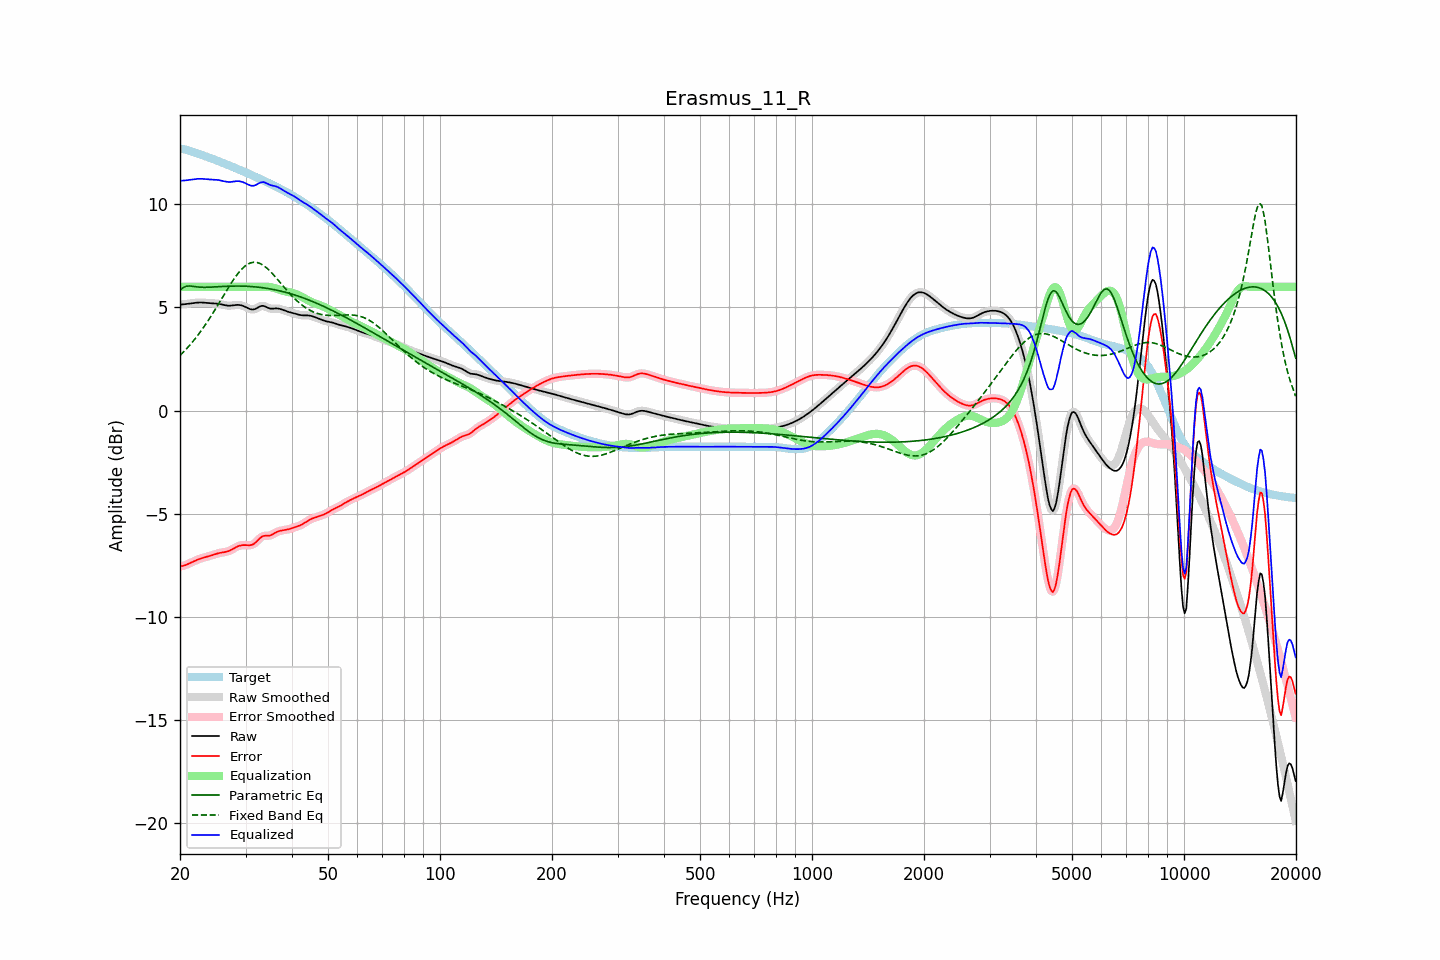 Erasmus_11_R
Amplitude (dBr)
10
5
0
−5
−10
−15
−20
Target
Raw Smoothed
Error Smoothed
Raw
Error
Equalization
Parametric Eq
Fixed Band Eq
Equalized
20 50 100 200 500 1000 2000 5000 10000 20000
Frequency (Hz)